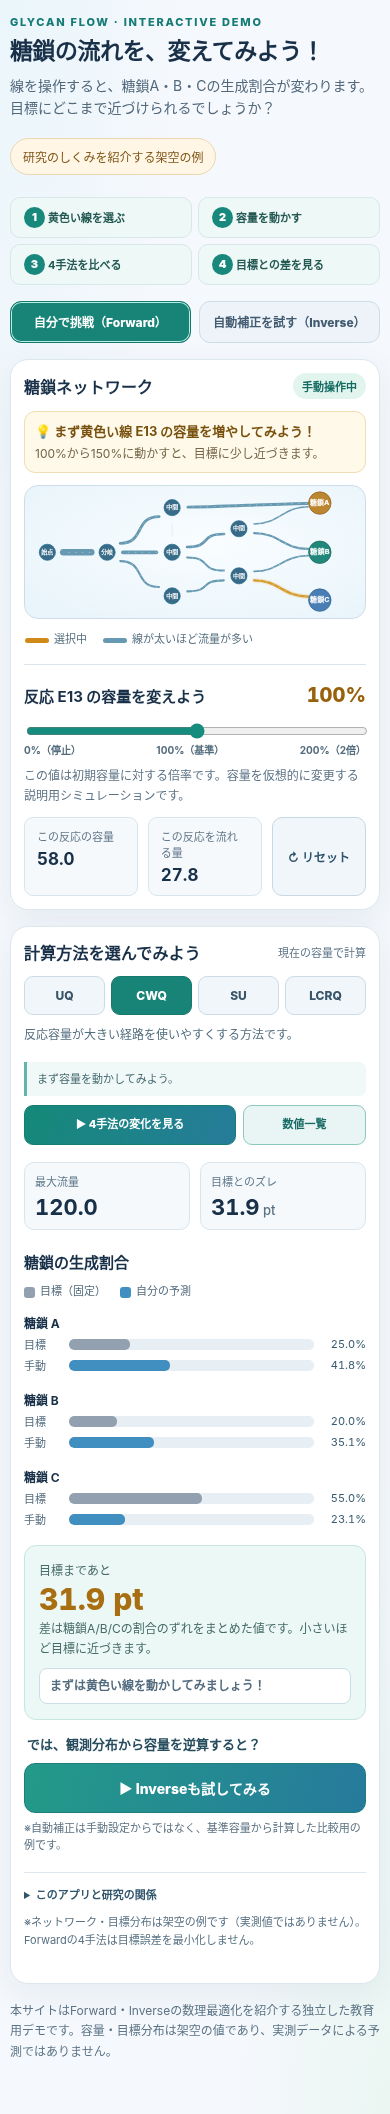 GLYCAN FLOW · INTERACTIVE DEMO
糖鎖の流れを、変えてみよう！
線を操作すると、糖鎖A・B・Cの生成割合が変わります。
目標にどこまで近づけられるでしょうか？
研究のしくみを紹介する架空の例
1 黄色い線を選ぶ
2 容量を動かす
3 4手法を比べる
4 目標との差を見る
自分で挑戦（Forward）
自動補正を試す（Inverse）
糖鎖ネットワーク
手動操作中
💡 まず黄色い線 E13 の容量を増やしてみよう！
100%から150%に動かすと、目標に少し近づきます。
始点
分岐
中間
中間
中間
中間
中間
糖鎖A
糖鎖B
糖鎖C
選択中
線が太いほど流量が多い
反応 E13 の容量を変えよう
100%
0%（停止）
100%（基準）
200%（2倍）
この値は初期容量に対する倍率です。容量を仮想的に変更する
説明用シミュレーションです。
この反応の容量
58.0
この反応を流れ
る量
27.8
↻ リセット
計算方法を選んでみよう
現在の容量で計算
UQ
CWQ
SU
LCRQ
反応容量が大きい経路を使いやすくする方法です。
まず容量を動かしてみよう。
▶ 4手法の変化を見る
数値一覧
最大流量
120.0
目標とのズレ
31.9 pt
糖鎖の生成割合
目標（固定）
自分の予測
糖鎖 A
目標 25.0%
手動 41.8%
糖鎖 B
目標 20.0%
手動 35.1%
糖鎖 C
目標 55.0%
手動 23.1%
目標まであと
31.9 pt
差は糖鎖A/B/Cの割合のずれをまとめた値です。小さいほ
ど目標に近づきます。
まずは黄色い線を動かしてみましょう！
では、観測分布から容量を逆算すると？
▶ Inverseも試してみる
※自動補正は手動設定からではなく、基準容量から計算した比較用の
例です。
▶ このアプリと研究の関係
※ネットワーク・目標分布は架空の例です（実測値ではありません）。
Forwardの4手法は目標誤差を最小化しません。
本サイトはForward・Inverseの数理最適化を紹介する独立した教育
用デモです。容量・目標分布は架空の値であり、実測データによる予
測ではありません。